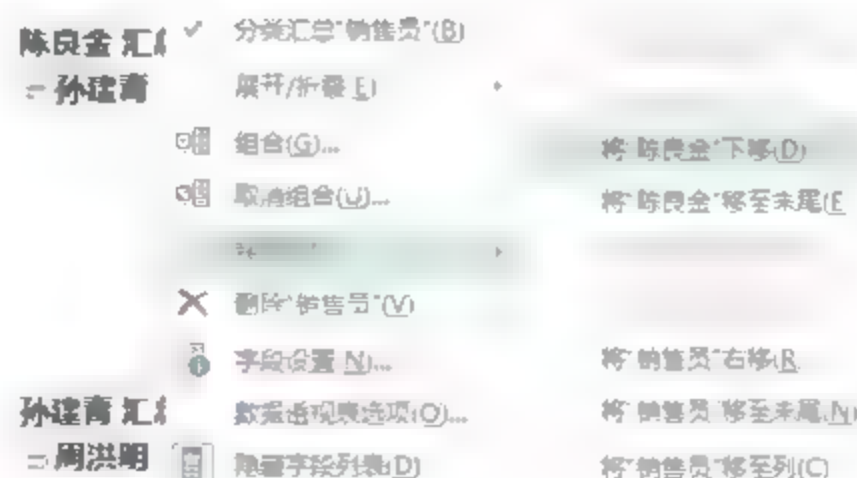 陈良金 汇总
孙建青
孙建青 汇总
周洪明
分类汇总"销售员"(B)
展开/折叠(E)
组合(G)...
取消组合(U)...
删除"销售员"(V)
字段设置(N)...
数据透视表选项(O)...
隐藏字段列表(D)
将"陈良金"下移(D)
将"陈良金"移至末尾(E
将"销售员"右移(R
将"销售员"移至末尾(N)
将"销售员"移至列(C)